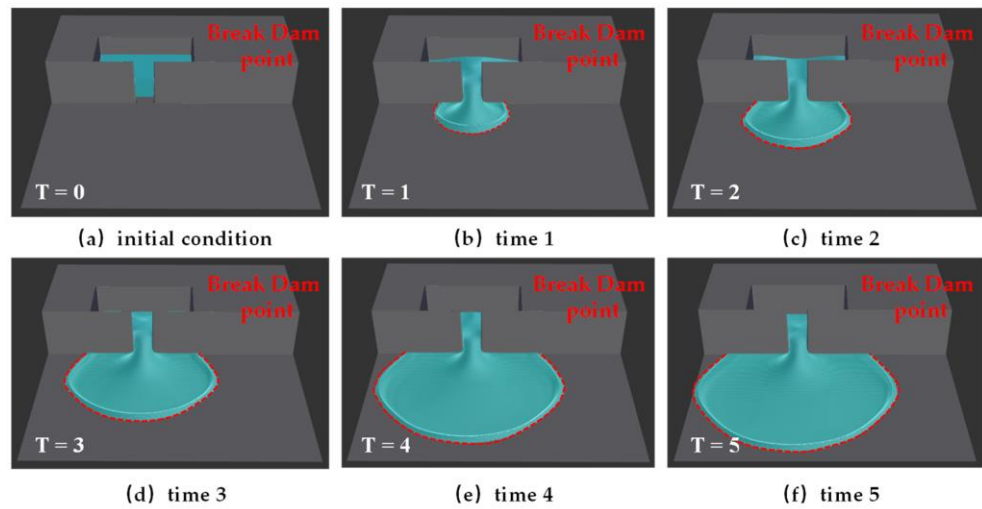 Break Dam
point
T = 0
(a) initial condition
Break Dam
point
T = 1
(b) time 1
Break Dam
point
T = 2
(c) time 2
Break Dam
point
T = 3
(d) time 3
Break Dam
point
T = 4
(e) time 4
Break Dam
point
T = 5
(f) time 5